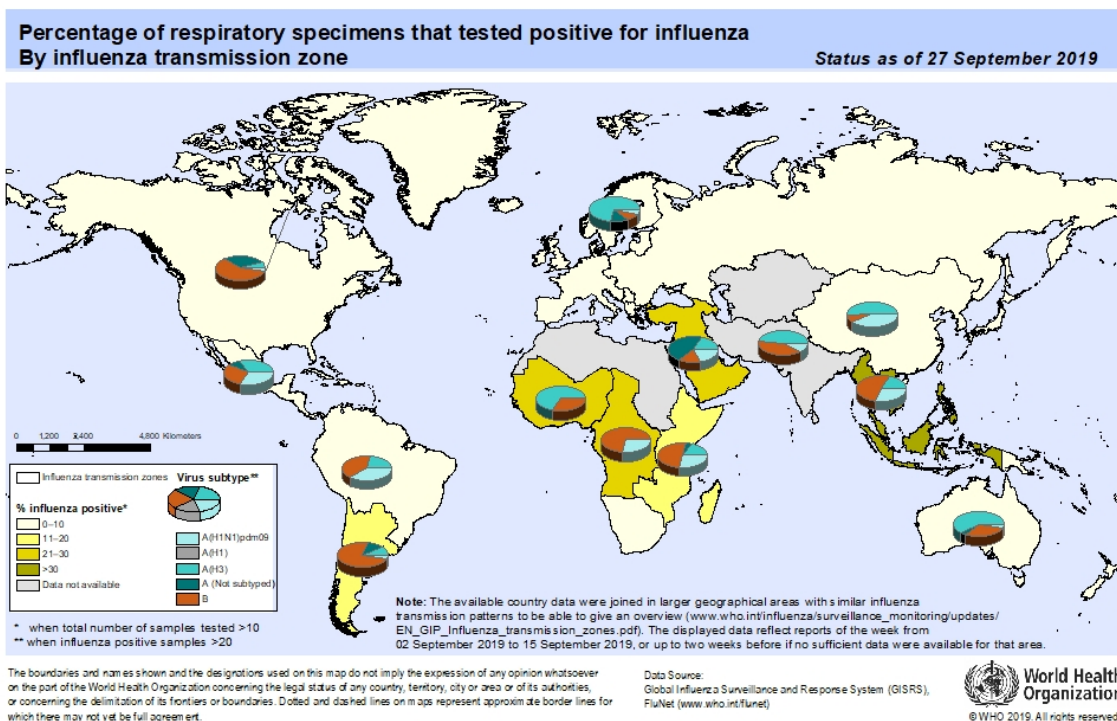 Percentage of respiratory specimens that tested positive for influenza
By influenza transmission zone
Status as of 27 September 2019
0 1,200 2,400 4,800 Kilometers
Influenza transmission zones
% influenza positive*
0–10
11–20
21–30
>30
Data not available
Virus subtype**
A(H1N1)pdm09
A(H1)
A(H3)
A (Not subtyped)
B
* when total number of samples tested >10
** when influenza positive samples >20
Note: The available country data were joined in larger geographical areas with similar influenza
transmission patterns to be able to give an overview (www.who.int/influenza/surveillance_monitoring/updates/
EN_GIP_Influenza_transmission_zones.pdf). The displayed data reflect reports of the week from
02 September 2019 to 15 September 2019, or up to two weeks before if no sufficient data were available for that area.
The boundaries and names shown and the designations used on this map do not imply the expression of any opinion whatsoever
on the part of the World Health Organization concerning the legal status of any country, territory, city or area or of its authorities,
or concerning the delimitation of its frontiers or boundaries. Dotted and dashed lines on maps represent approximate border lines for
which there may not yet be full agreement.
Data Source:
Global Influenza Surveillance and Response System (GISRS),
FluNet (www.who.int/flunet)
World Health
Organization
© WHO 2019. All rights reserved.